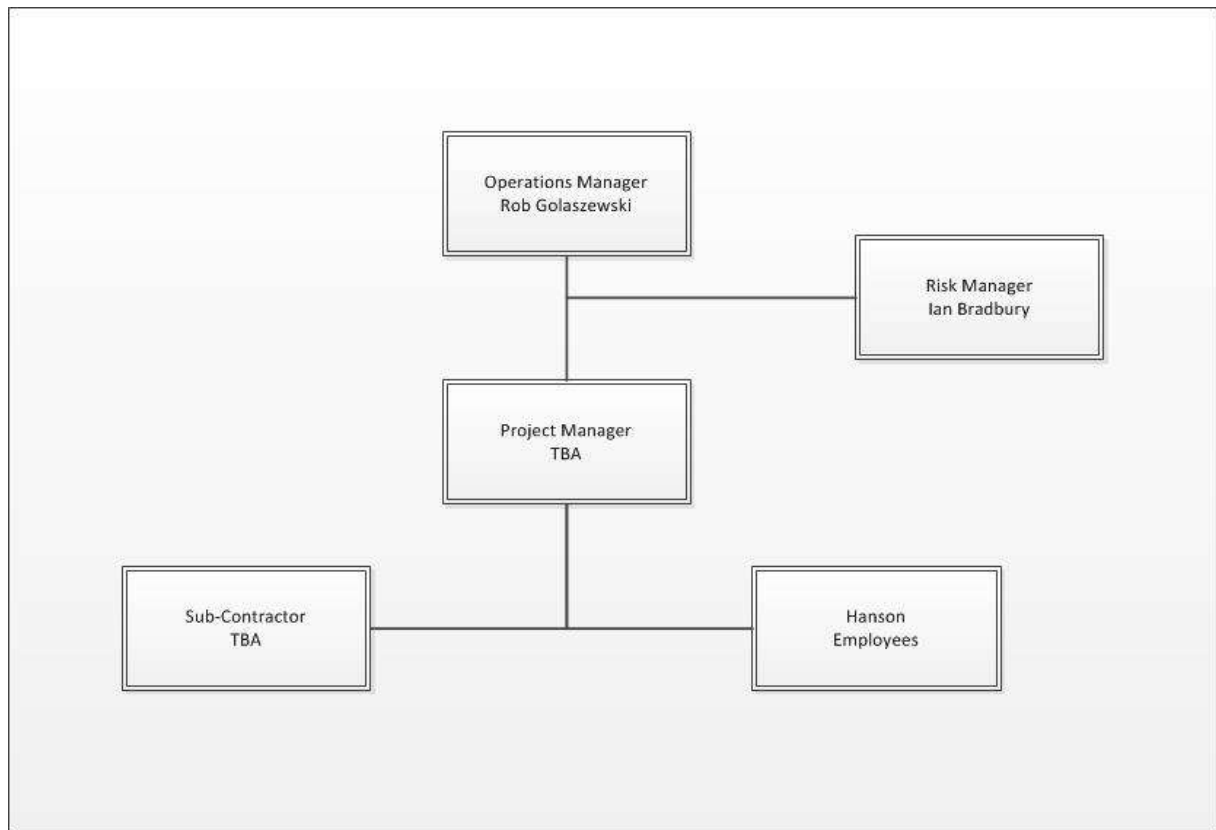 Operations Manager
Rob Golaszewski
Risk Manager
Ian Bradbury
Project Manager
TBA
Sub-Contractor
TBA
Hanson
Employees